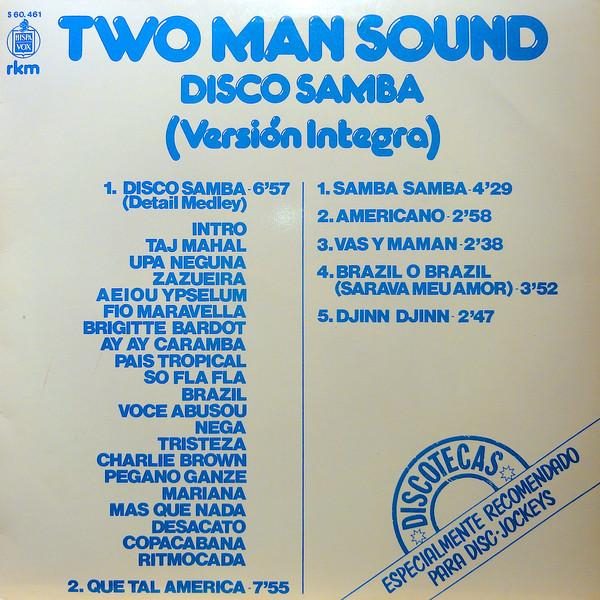 S 60.461
HISPA
VOX
rkm
TWO MAN SOUND
DISCO SAMBA
(Versión Integra)
1. DISCO SAMBA - 6'57
(Detail Medley)
INTRO
TAJ MAHAL
UPA NEGUNA
ZAZUEIRA
A E I O U YPSELUM
FIO MARAVELLA
BRIGITTE BARDOT
AY AY CARAMBA
PAIS TROPICAL
SO FLA FLA
BRAZIL
VOCE ABUSOU
NEGA
TRISTEZA
CHARLIE BROWN
PEGANO GANZE
MARIANA
MAS QUE NADA
DESACATO
COPACABANA
RITMOCADA
2. QUE TAL AMERICA - 7'55
1. SAMBA SAMBA - 4'29
2. AMERICANO - 2'58
3. VAS Y MAMAN - 2'38
4. BRAZIL O BRAZIL
(SARAVA MEU AMOR) - 3'52
5. DJINN DJINN - 2'47
DISCOTECAS
ESPECIALMENTE RECOMENDADO
PARA DISC-JOCKEYS